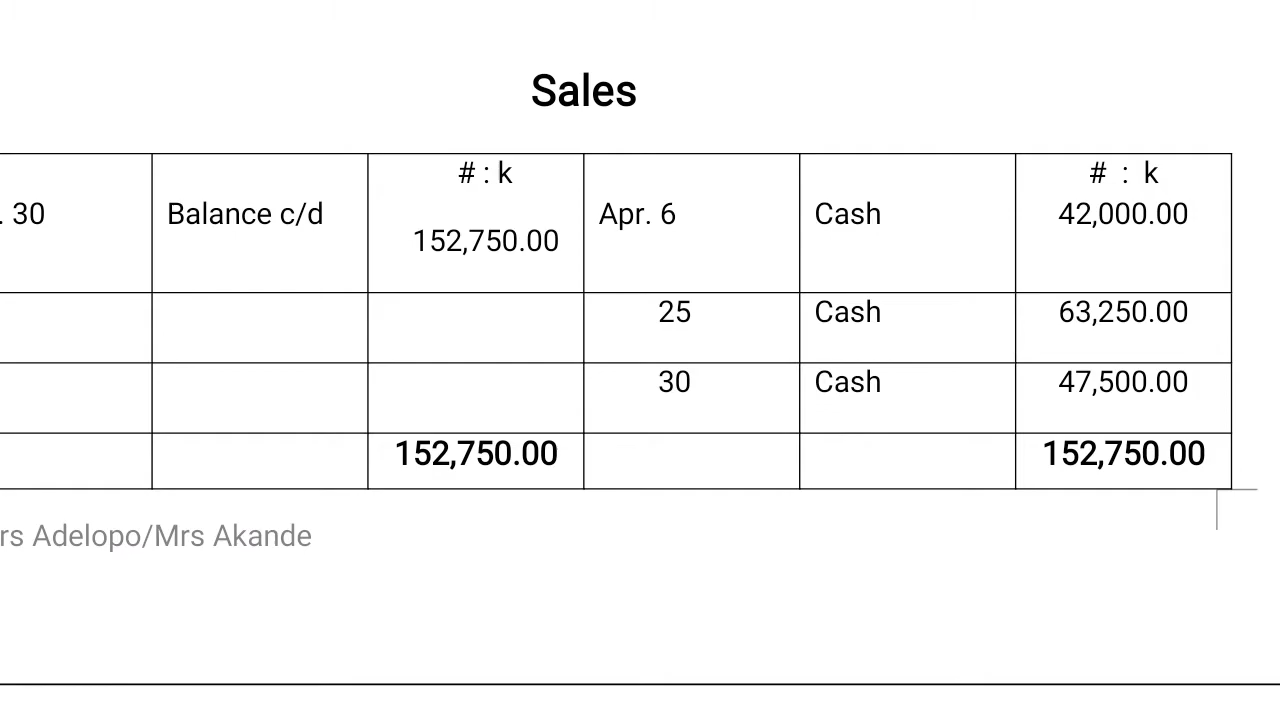 Sales
# : k # : k
. 30 Balance c/d 152,750.00 Apr. 6 Cash 42,000.00
25 Cash 63,250.00
30 Cash 47,500.00
152,750.00 152,750.00
rs Adelopo/Mrs Akande